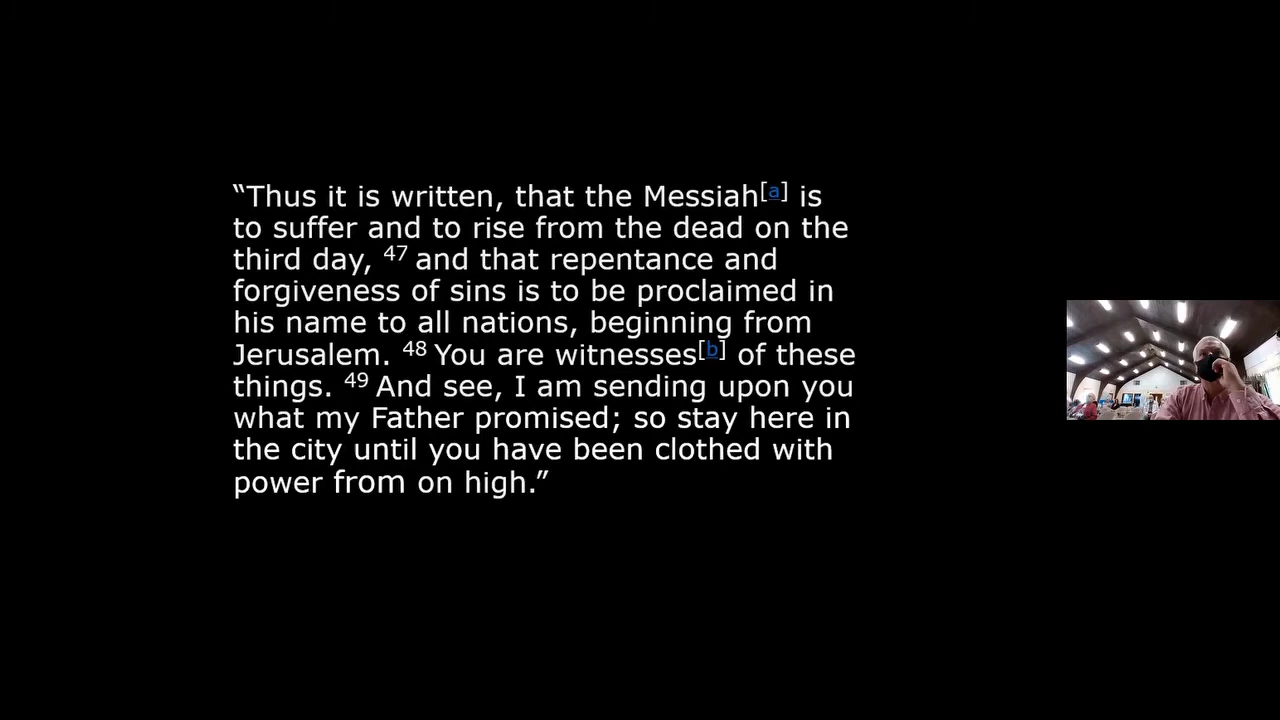 “Thus it is written, that the Messiah[a] is
to suffer and to rise from the dead on the
third day, 47 and that repentance and
forgiveness of sins is to be proclaimed in
his name to all nations, beginning from
Jerusalem. 48 You are witnesses[b] of these
things. 49 And see, I am sending upon you
what my Father promised; so stay here in
the city until you have been clothed with
power from on high.”